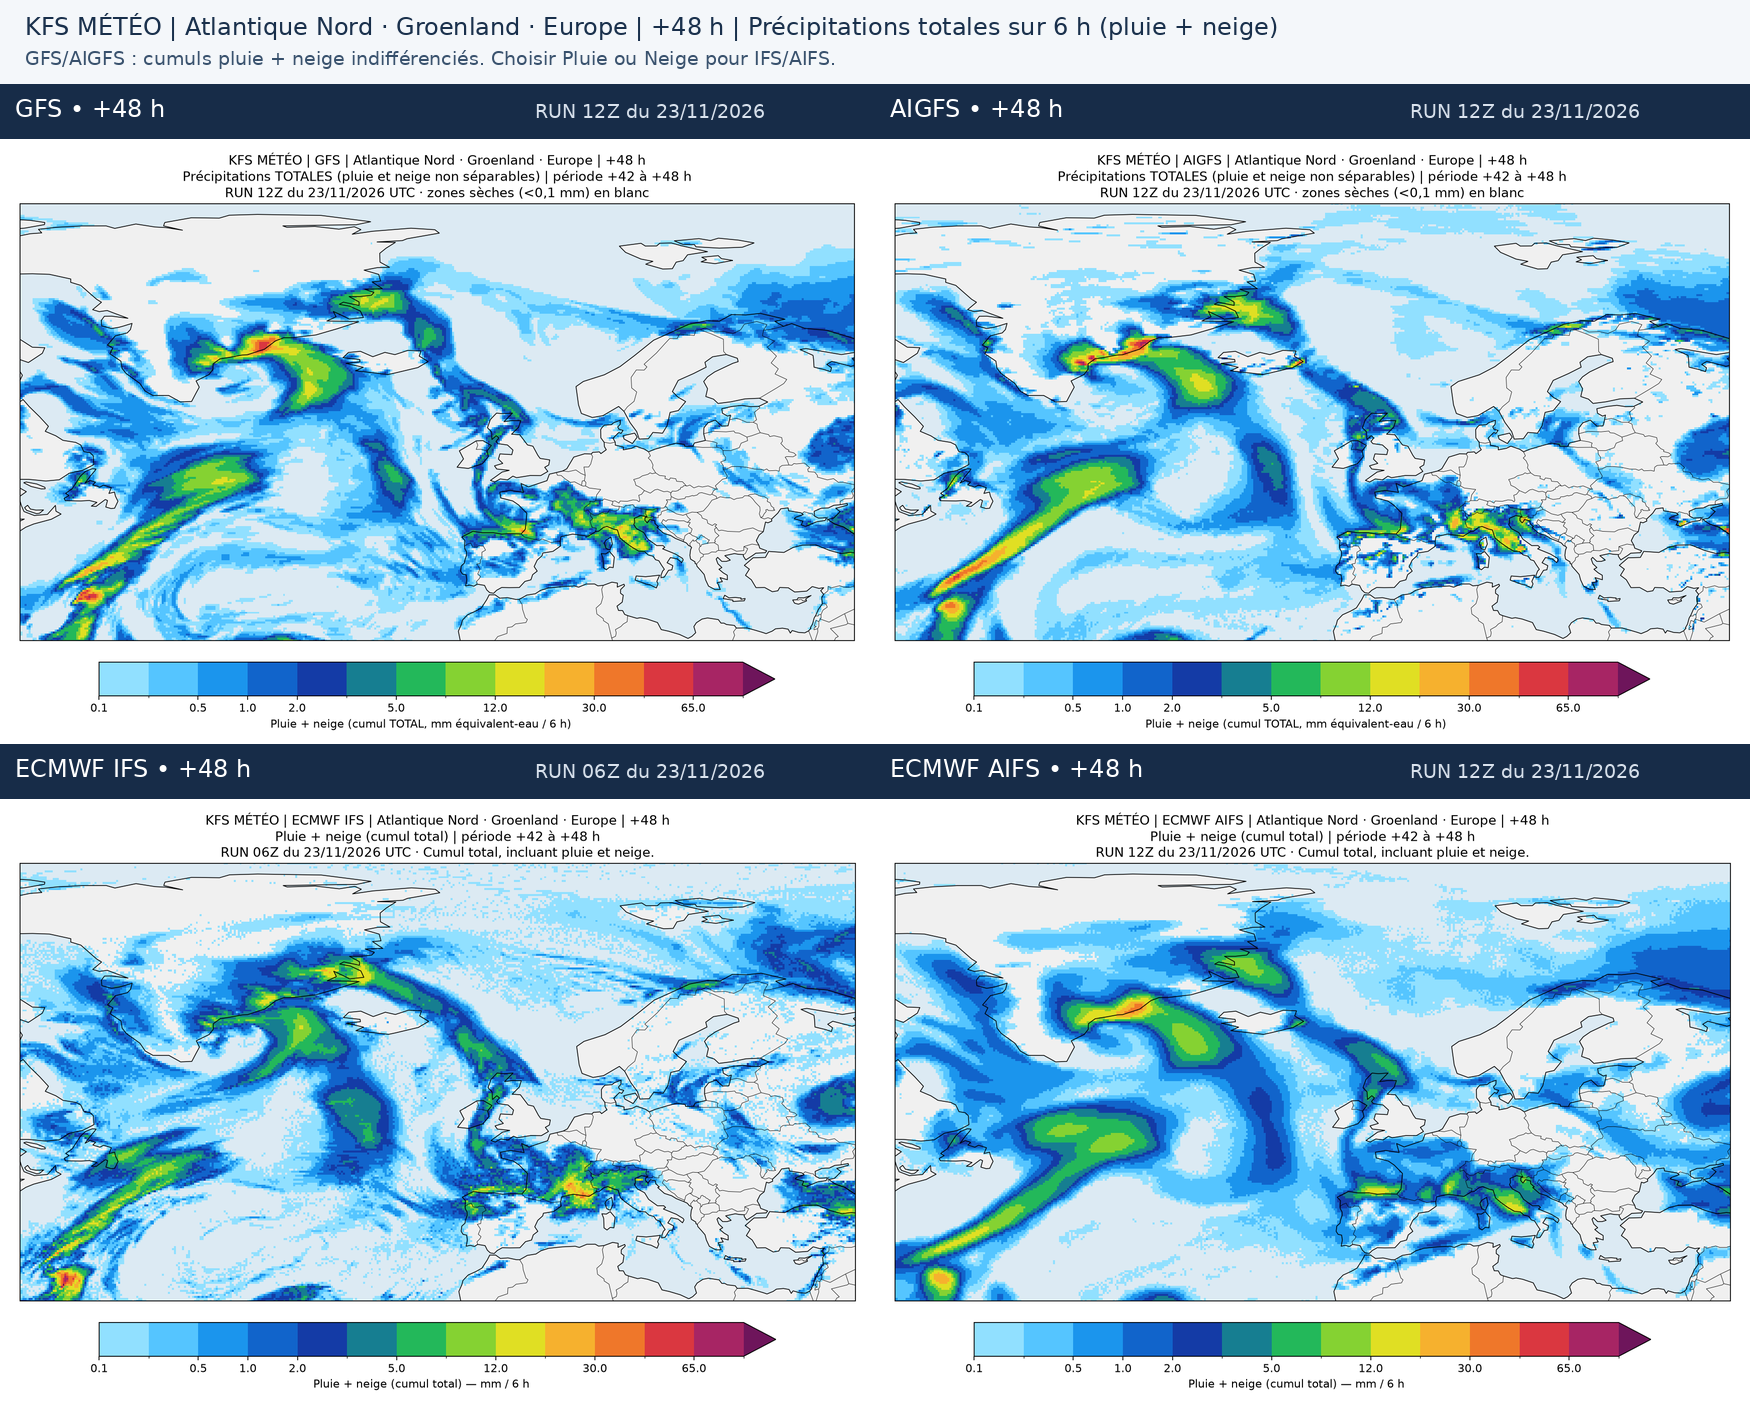 KFS MÉTÉO | Atlantique Nord · Groenland · Europe | +48 h | Précipitations totales sur 6 h (pluie + neige)
GFS/AIGFS : cumuls pluie + neige indifférenciés. Choisir Pluie ou Neige pour IFS/AIFS.
GFS • +48 h
RUN 12Z du 23/11/2026
AIGFS • +48 h
RUN 12Z du 23/11/2026
KFS MÉTÉO | GFS | Atlantique Nord · Groenland · Europe | +48 h
Précipitations TOTALES (pluie et neige non séparables) | période +42 à +48 h
RUN 12Z du 23/11/2026 UTC · zones sèches (<0,1 mm) en blanc
KFS MÉTÉO | AIGFS | Atlantique Nord · Groenland · Europe | +48 h
Précipitations TOTALES (pluie et neige non séparables) | période +42 à +48 h
RUN 12Z du 23/11/2026 UTC · zones sèches (<0,1 mm) en blanc
0.1 0.5 1.0 2.0 5.0 12.0 30.0 65.0
Pluie + neige (cumul TOTAL, mm équivalent-eau / 6 h)
0.1 0.5 1.0 2.0 5.0 12.0 30.0 65.0
Pluie + neige (cumul TOTAL, mm équivalent-eau / 6 h)
ECMWF IFS • +48 h
RUN 06Z du 23/11/2026
ECMWF AIFS • +48 h
RUN 12Z du 23/11/2026
KFS MÉTÉO | ECMWF IFS | Atlantique Nord · Groenland · Europe | +48 h
Pluie + neige (cumul total) | période +42 à +48 h
RUN 06Z du 23/11/2026 UTC · Cumul total, incluant pluie et neige.
KFS MÉTÉO | ECMWF AIFS | Atlantique Nord · Groenland · Europe | +48 h
Pluie + neige (cumul total) | période +42 à +48 h
RUN 12Z du 23/11/2026 UTC · Cumul total, incluant pluie et neige.
0.1 0.5 1.0 2.0 5.0 12.0 30.0 65.0
Pluie + neige (cumul total) — mm / 6 h
0.1 0.5 1.0 2.0 5.0 12.0 30.0 65.0
Pluie + neige (cumul total) — mm / 6 h